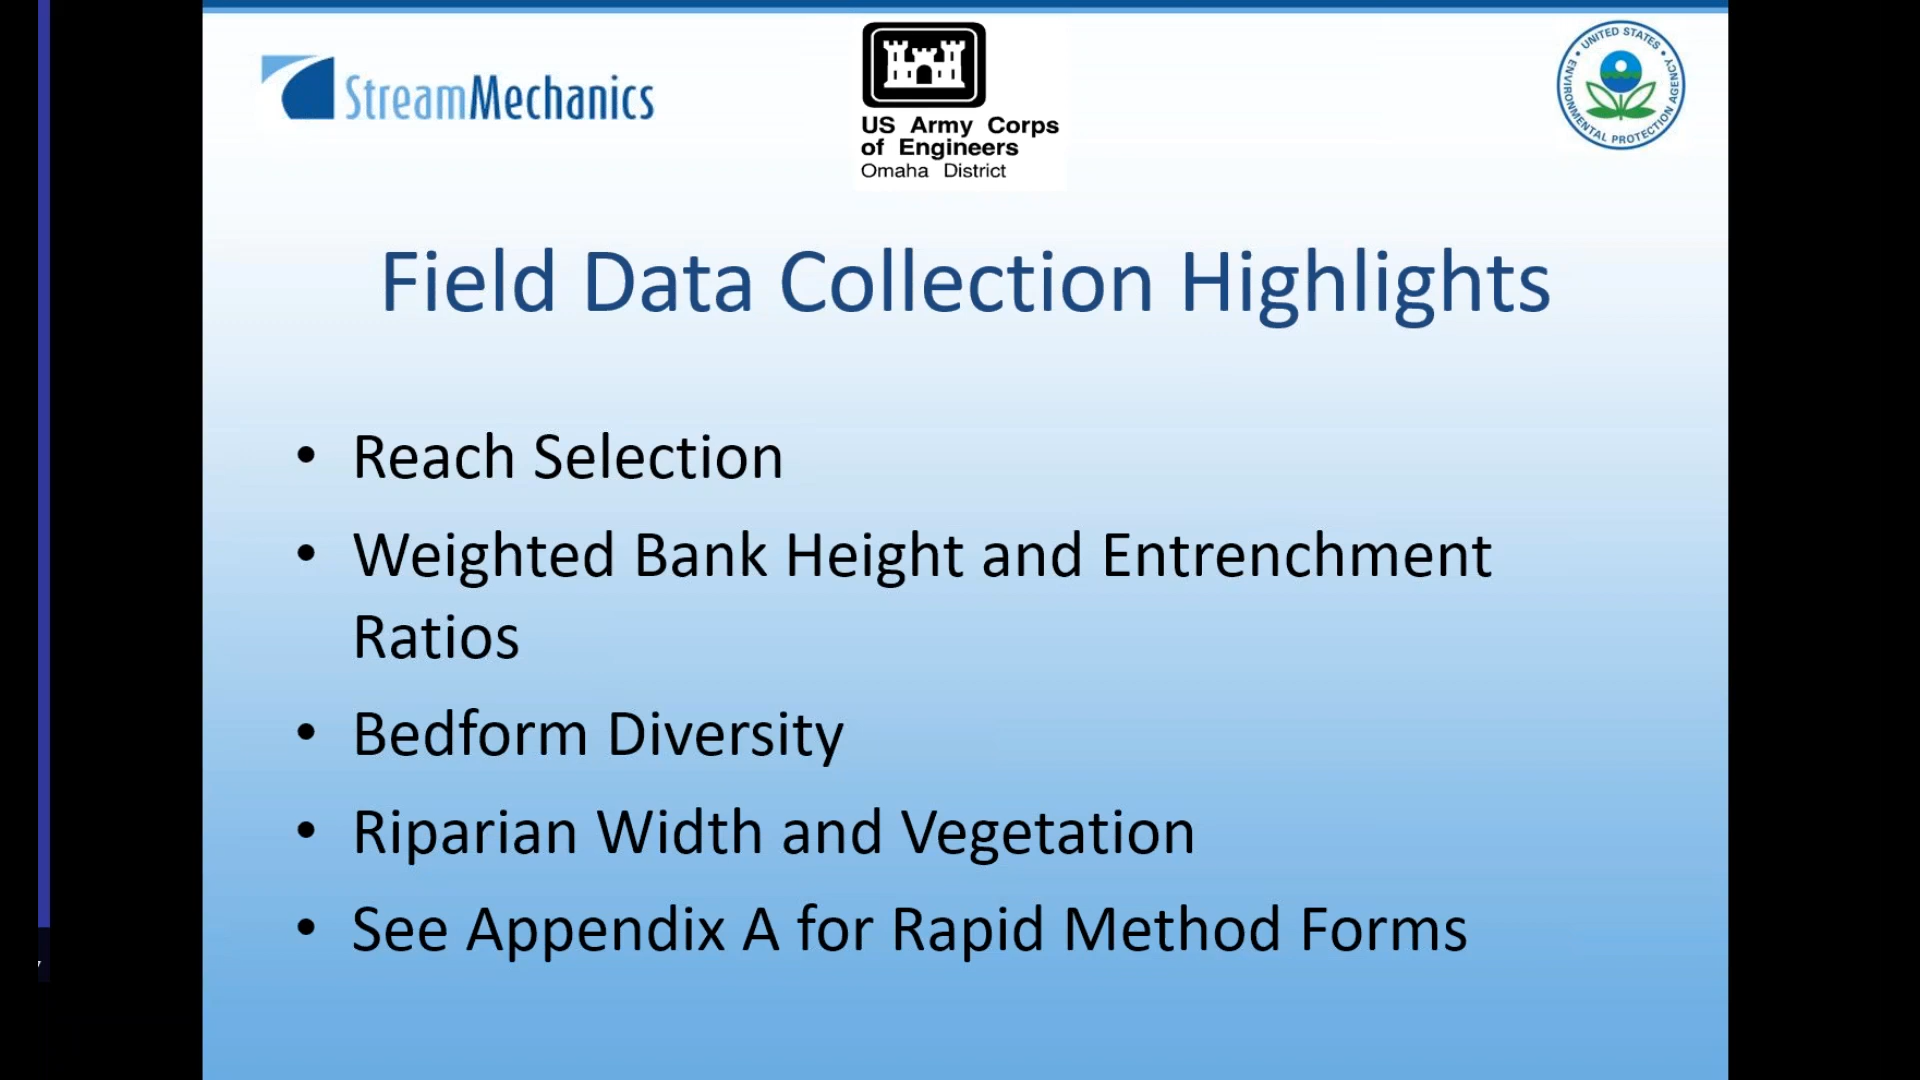 StreamMechanics
US Army Corps
of Engineers
Omaha District
UNITED STATES
ENVIRONMENTAL PROTECTION AGENCY
Field Data Collection Highlights
• Reach Selection
• Weighted Bank Height and Entrenchment
Ratios
• Bedform Diversity
• Riparian Width and Vegetation
• See Appendix A for Rapid Method Forms